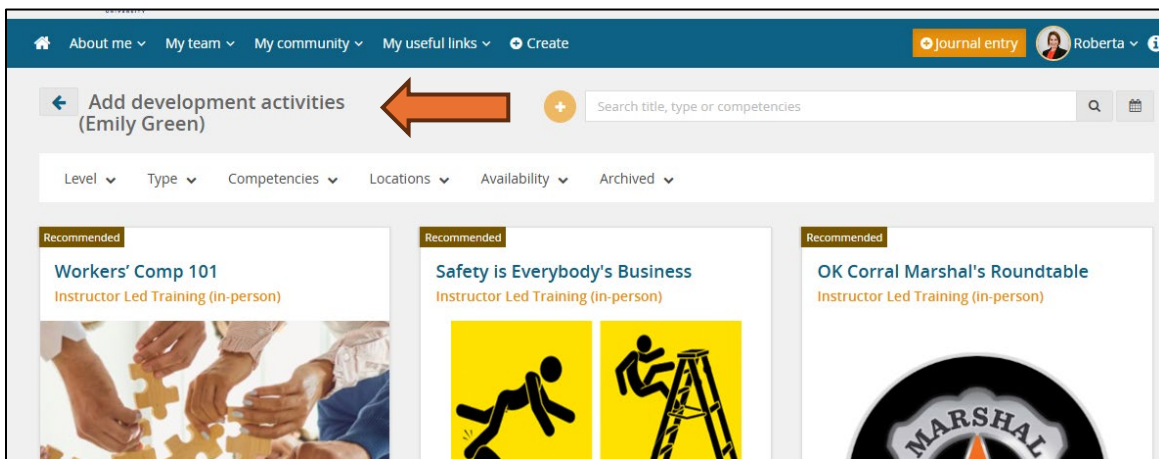 UNIVERSITY
About me My team My community My useful links Create Journal entry Roberta
Add development activities
(Emily Green)
Search title, type or competencies
Level Type Competencies Locations Availability Archived
Recommended Recommended Recommended
Workers’ Comp 101 Safety is Everybody's Business OK Corral Marshal's Roundtable
Instructor Led Training (in-person) Instructor Led Training (in-person) Instructor Led Training (in-person)
MARSHAL